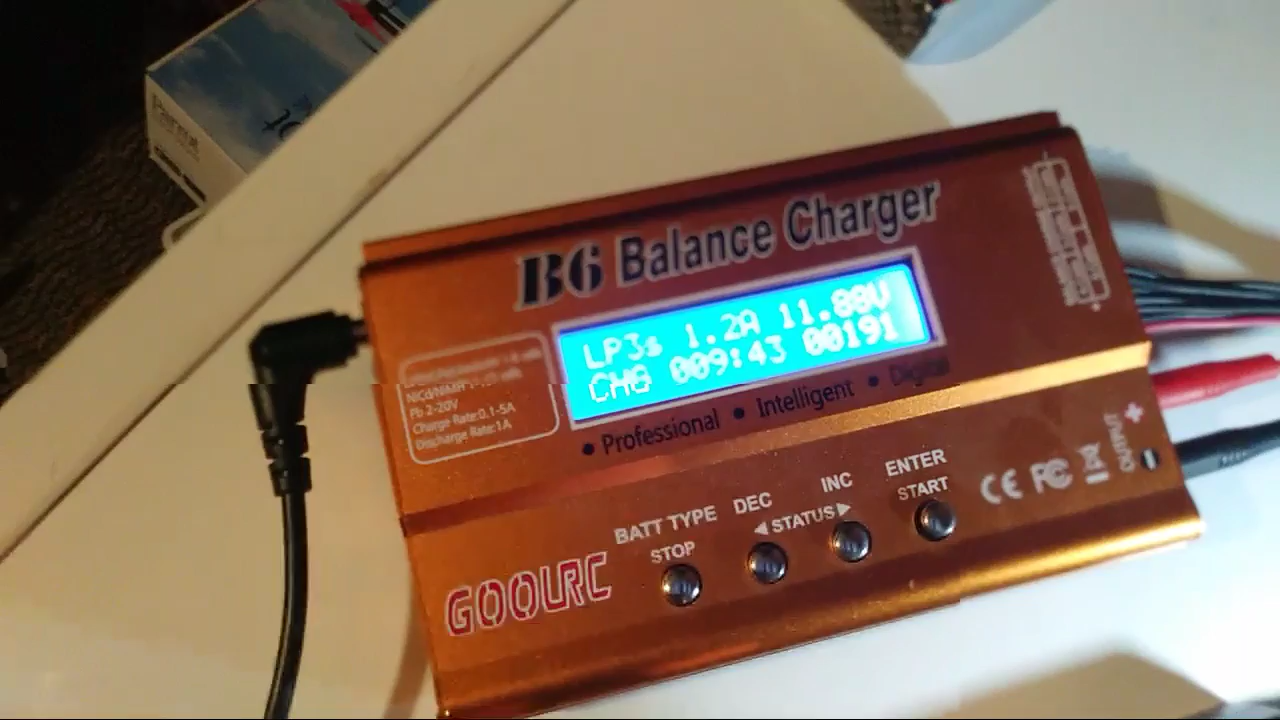 Parrot
B6 Balance Charger
LP3s 1.2A 11.88V
CHG 009:43 00191
Pb 2-20V
Charge Rate:0.1-5A
Discharge Rate:1A
• Professional • Intelligent • Digital
BATT TYPE DEC INC ENTER
STOP ◀ STATUS ▶ START
GOOLRC
CE FC
OUTPUT
+ -